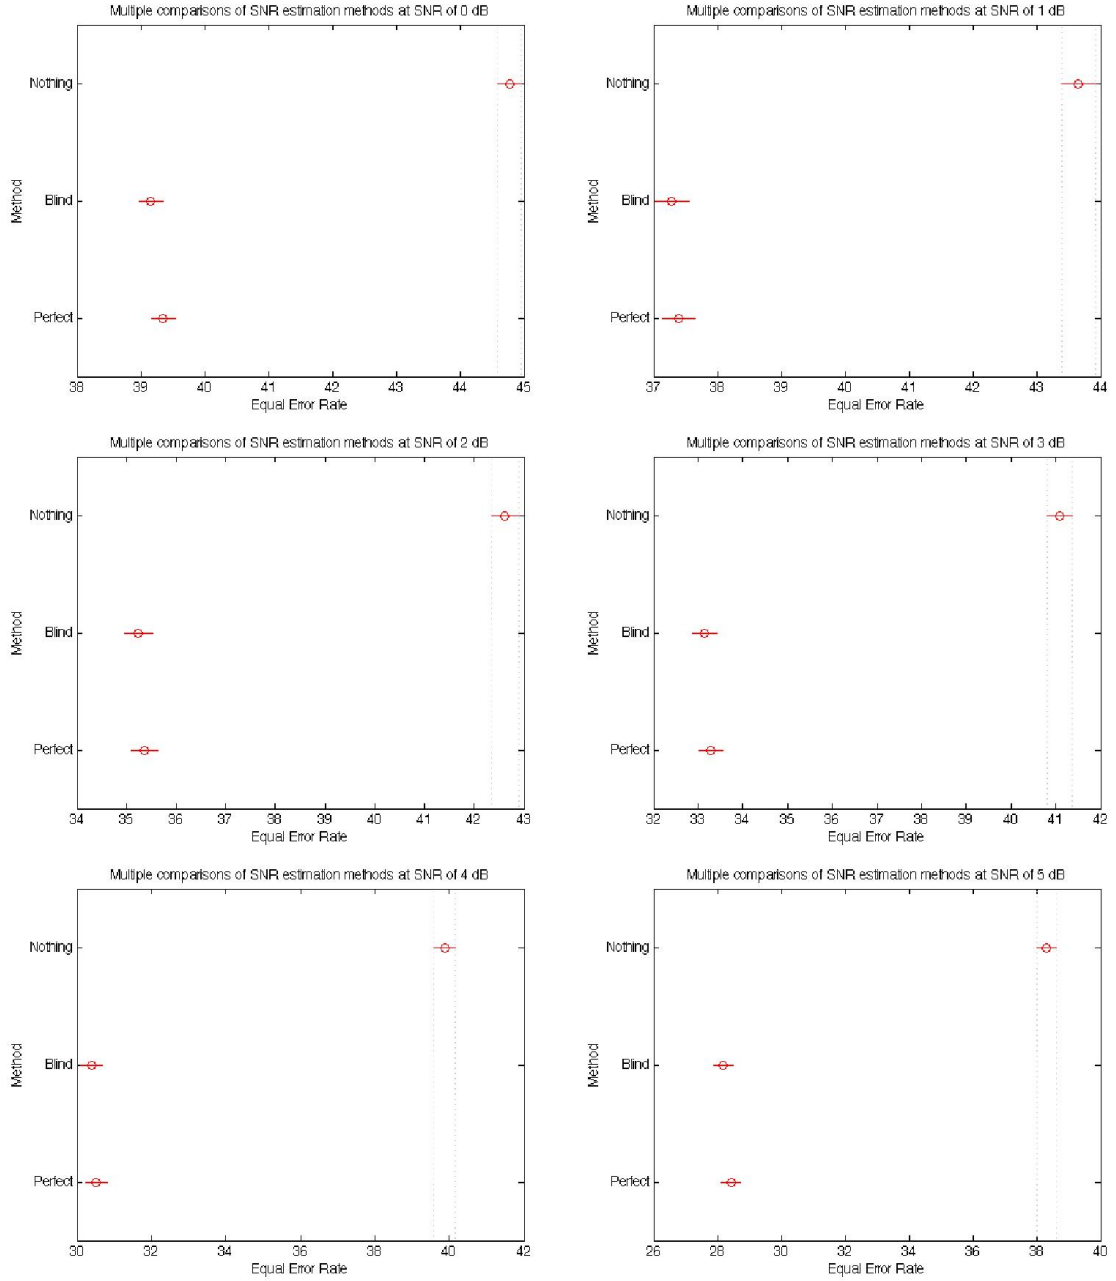 Multiple comparisons of SNR estimation methods at SNR of 0 dB
Nothing
Blind
Perfect
Method
38 39 40 41 42 43 44 45
Equal Error Rate
Multiple comparisons of SNR estimation methods at SNR of 1 dB
Nothing
Blind
Perfect
Method
37 38 39 40 41 42 43 44
Equal Error Rate
Multiple comparisons of SNR estimation methods at SNR of 2 dB
Nothing
Blind
Perfect
Method
34 35 36 37 38 39 40 41 42 43
Equal Error Rate
Multiple comparisons of SNR estimation methods at SNR of 3 dB
Nothing
Blind
Perfect
Method
32 33 34 35 36 37 38 39 40 41 42
Equal Error Rate
Multiple comparisons of SNR estimation methods at SNR of 4 dB
Nothing
Blind
Perfect
Method
30 32 34 36 38 40 42
Equal Error Rate
Multiple comparisons of SNR estimation methods at SNR of 5 dB
Nothing
Blind
Perfect
Method
26 28 30 32 34 36 38 40
Equal Error Rate